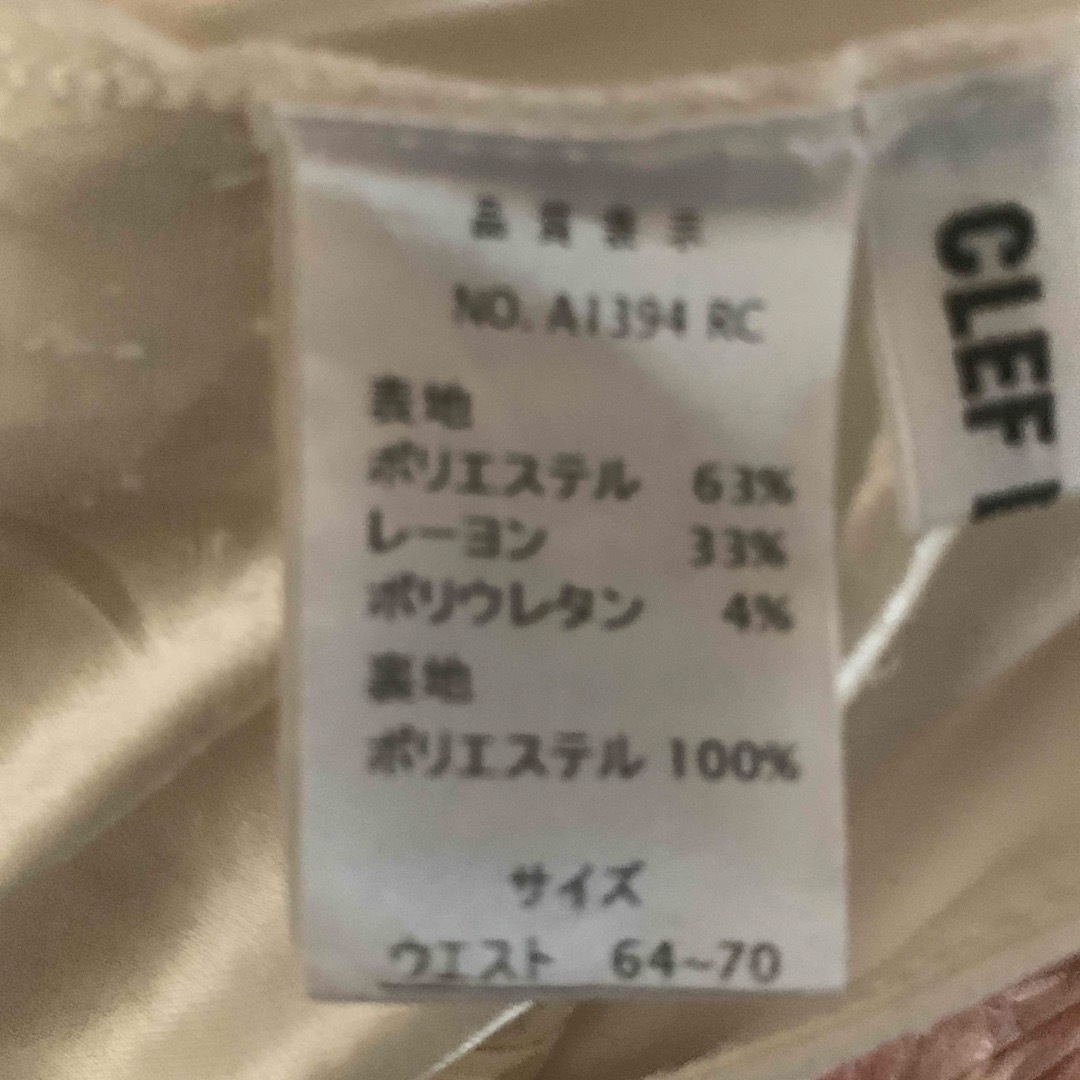 品質表示
NO. A1394 RC
表地
ポリエステル 63%
レーヨン 33%
ポリウレタン 4%
裏地
ポリエステル 100%
サイズ
ウエスト 64~70
CLEF